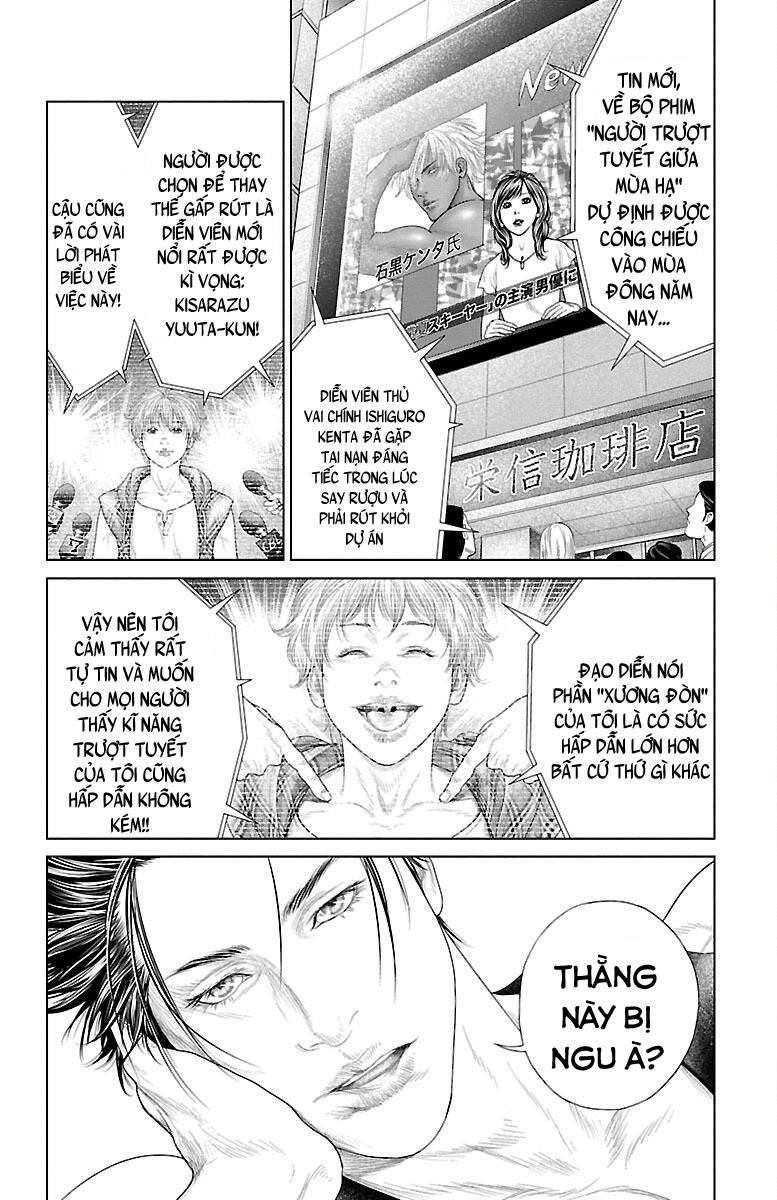 New
TIN MỚI,
VỀ BỘ PHIM
"NGƯỜI TRƯỢT
TUYẾT GIỮA
MÙA HẠ"
DỰ ĐỊNH ĐƯỢC
CÔNG CHIẾU
VÀO MÙA
ĐÔNG NĂM
NAY...
石黒ケンタ氏
スキーヤー」の主演男優に
DIỄN VIÊN THỦ
VAI CHÍNH ISHIGURO
KENTA ĐÃ GẶP
TAI NẠN ĐÁNG
TIẾC TRONG LÚC
SAY RƯỢU VÀ
PHẢI RÚT KHỎI
DỰ ÁN
栄信珈琲店
NGƯỜI ĐƯỢC
CHỌN ĐỂ THAY
THẾ GẤP RÚT LÀ
DIỄN VIÊN MỚI
NỔI RẤT ĐƯỢC
KÌ VỌNG:
KISARAZU
YUUTA-KUN!
CẬU CŨNG
ĐÃ CÓ VÀI
LỜI PHÁT
BIỂU VỀ
VIỆC NÀY!
ĐẠO DIỄN NÓI
PHẦN "XƯƠNG ĐÒN"
CỦA TÔI LÀ CÓ SỨC
HẤP DẪN LỚN HƠN
BẤT CỨ THỨ GÌ KHÁC
VẬY NÊN TÔI
CẢM THẤY RẤT
TỰ TIN VÀ MUỐN
CHO MỌI NGƯỜI
THẤY KĨ NĂNG
TRƯỢT TUYẾT
CỦA TÔI CŨNG
HẤP DẪN KHÔNG
KÉM!!
THẰNG
NÀY BỊ
NGU À?